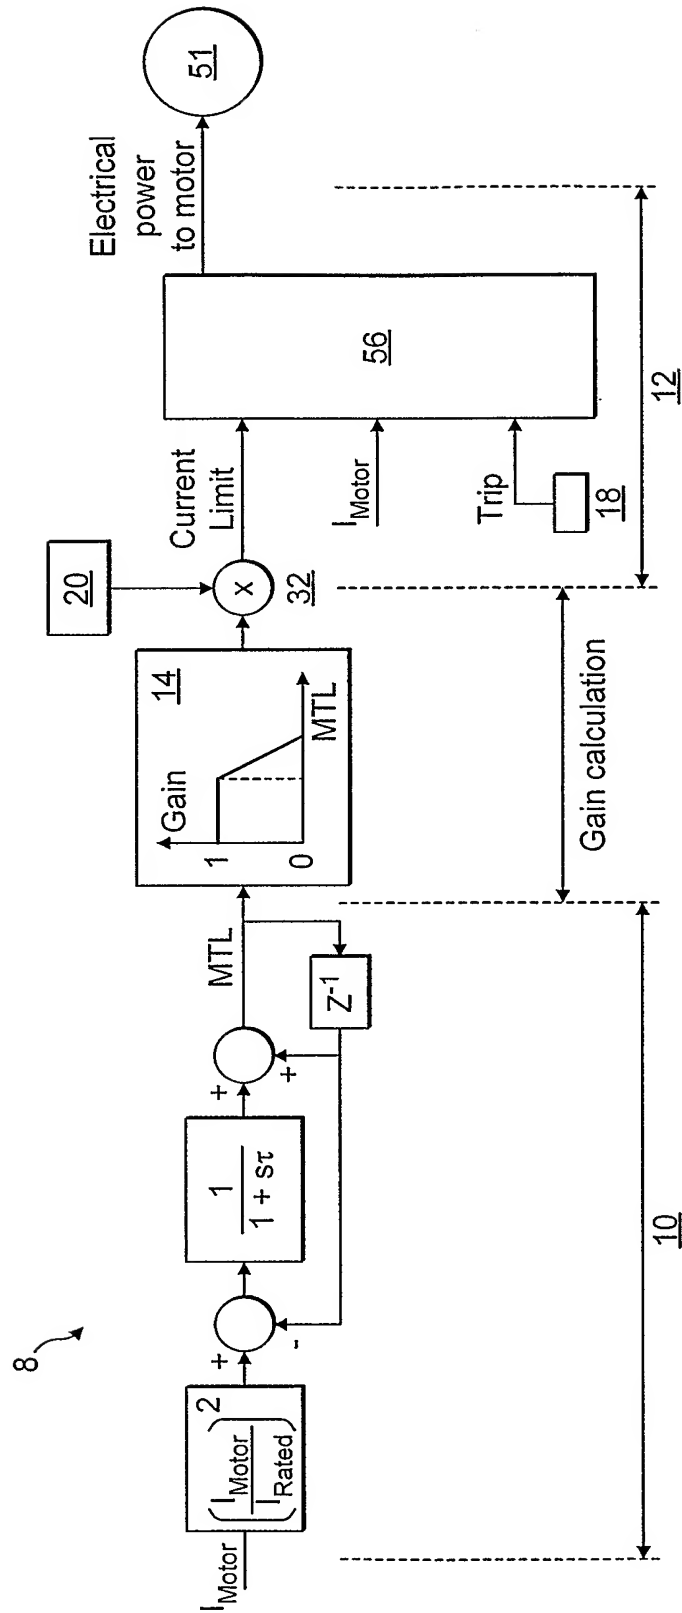 8
I_Motor
(I_Motor / I_Rated)^2
+
-
1
1 + sτ
+
+
MTL
Z^-1
14
Gain
1
0
MTL
20
X
32
Current
Limit
I_Motor
Trip
18
56
Electrical
power
to motor
51
10
Gain calculation
12